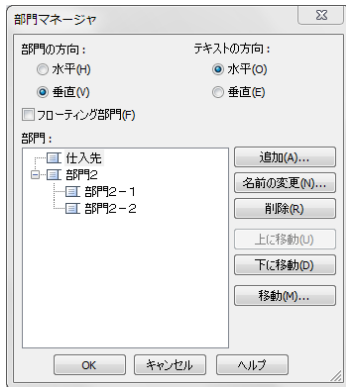 部門マネージャ
部門の方向:
テキストの方向:
水平(H)
水平(O)
垂直(V)
垂直(E)
フローティング部門(F)
部門:
仕入先
部門2
部門2-1
部門2-2
追加(A)...
名前の変更(N)...
削除(R)
上に移動(U)
下に移動(D)
移動(M)...
OK
キャンセル
ヘルプ